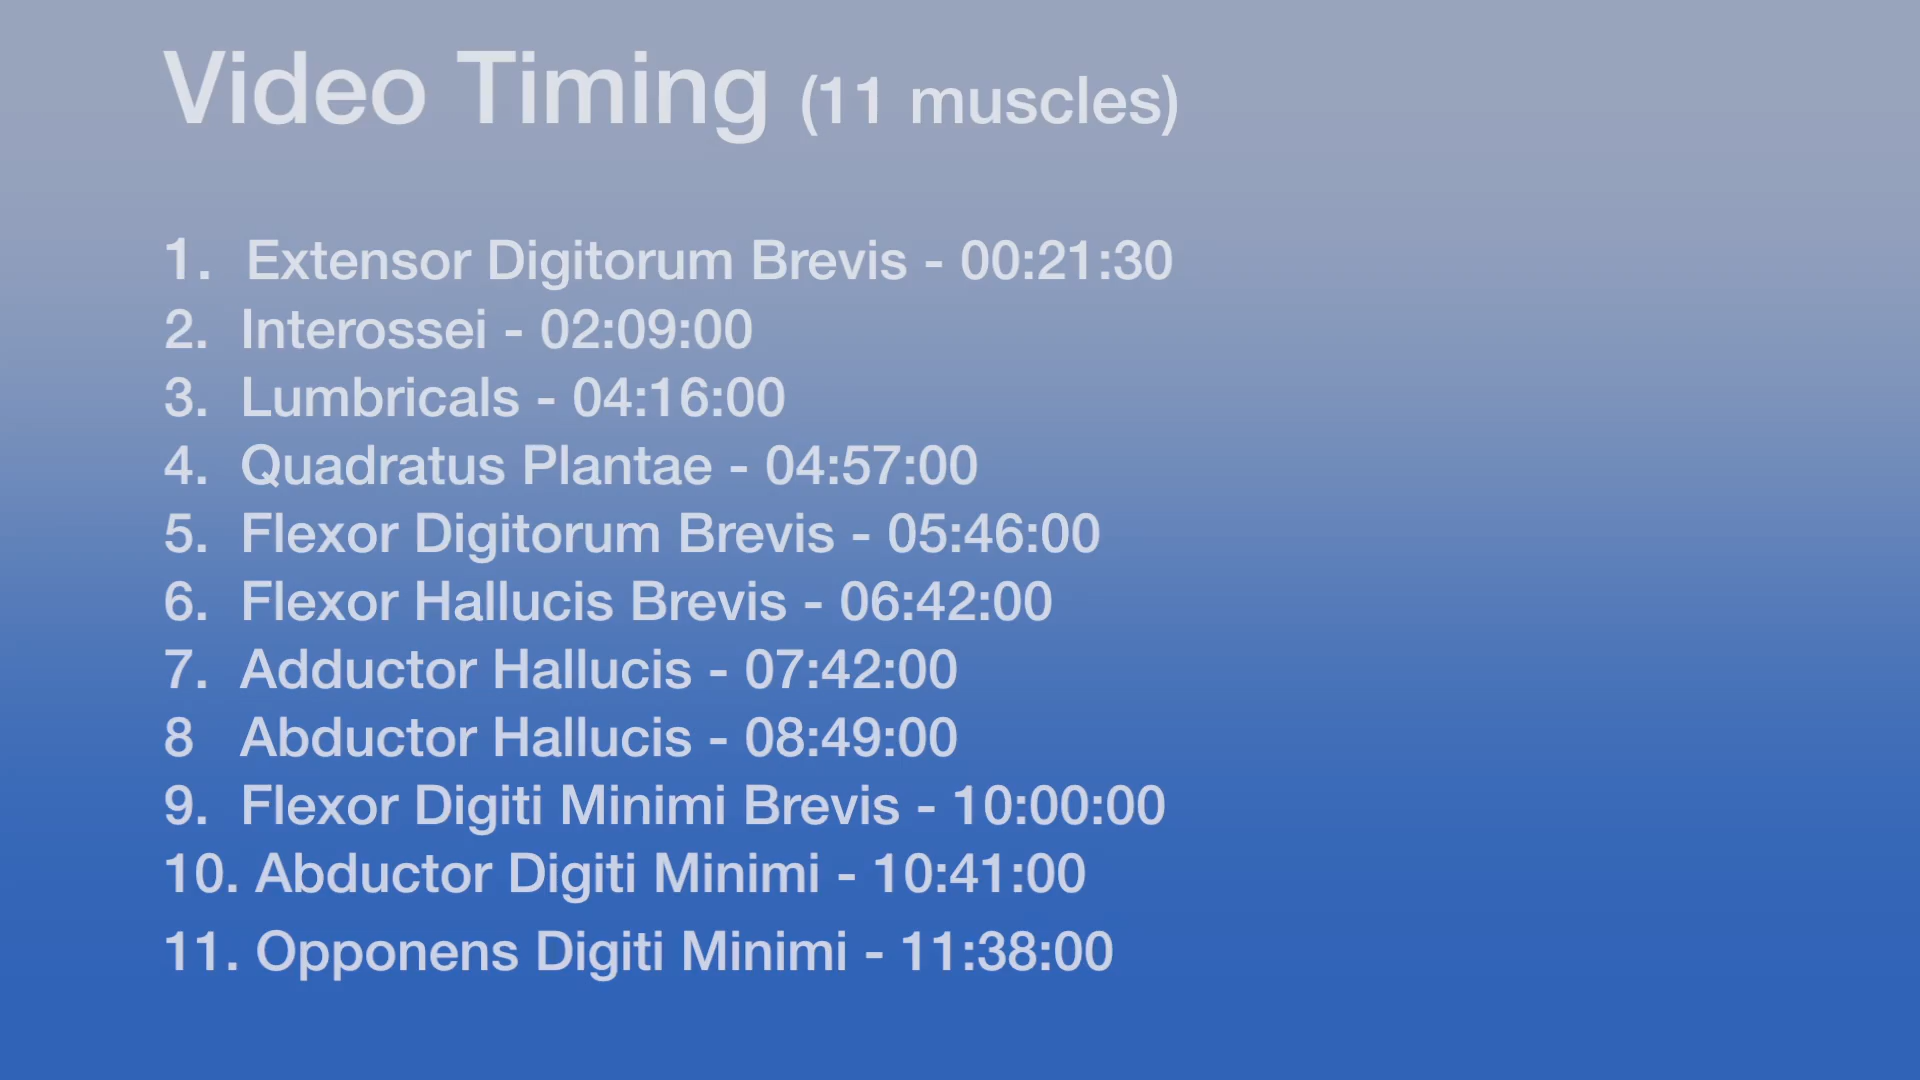 Video Timing (11 muscles)
1. Extensor Digitorum Brevis - 00:21:30
2. Interossei - 02:09:00
3. Lumbricals - 04:16:00
4. Quadratus Plantae - 04:57:00
5. Flexor Digitorum Brevis - 05:46:00
6. Flexor Hallucis Brevis - 06:42:00
7. Adductor Hallucis - 07:42:00
8 Abductor Hallucis - 08:49:00
9. Flexor Digiti Minimi Brevis - 10:00:00
10. Abductor Digiti Minimi - 10:41:00
11. Opponens Digiti Minimi - 11:38:00